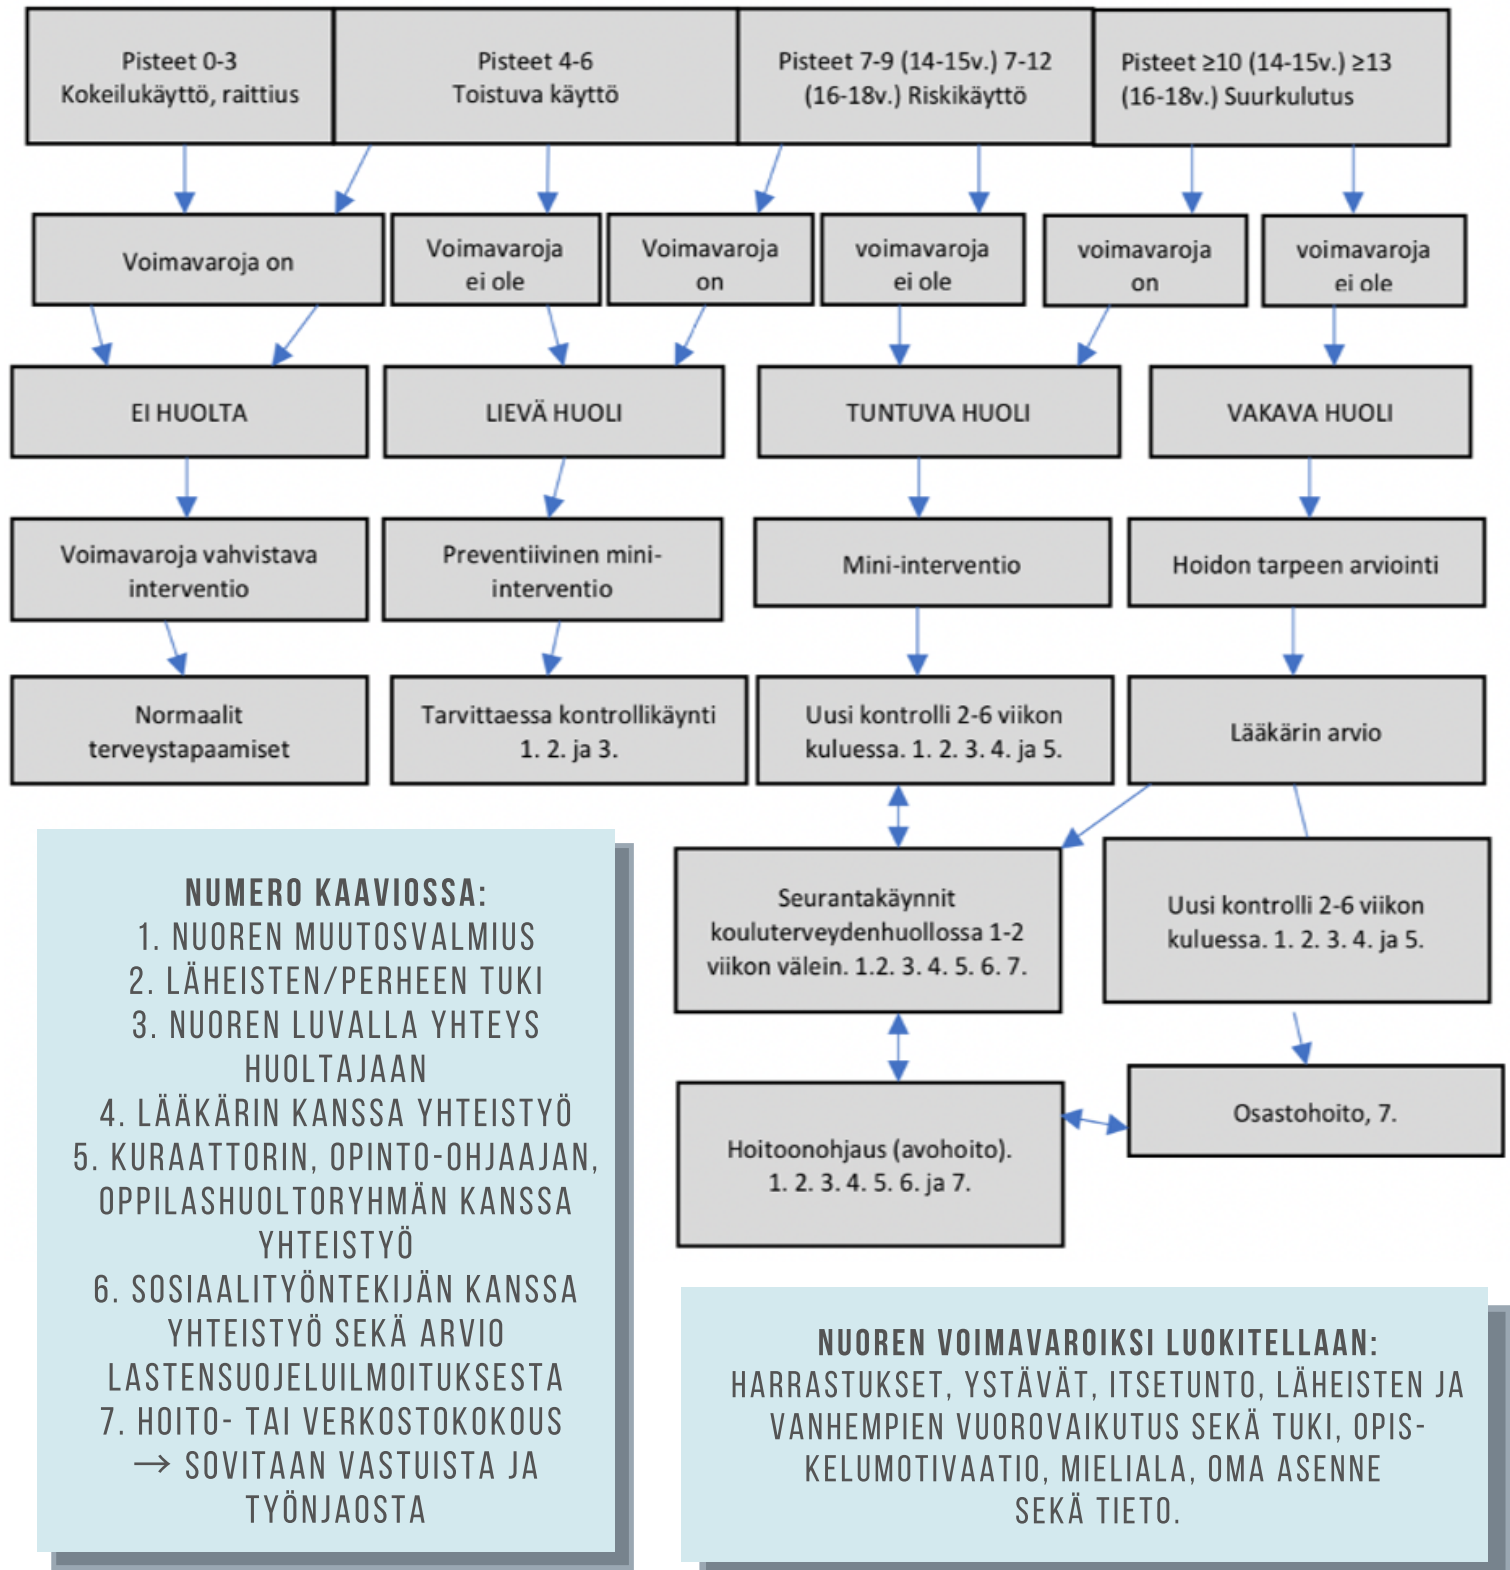 Pisteet 0-3
Kokeilukäyttö, raittius
Pisteet 4-6
Toistuva käyttö
Pisteet 7-9 (14-15v.) 7-12
(16-18v.) Riskikäyttö
Pisteet ≥10 (14-15v.) ≥13
(16-18v.) Suurkulutus
Voimavaroja on
Voimavaroja
ei ole
Voimavaroja
on
voimavaroja
ei ole
voimavaroja
on
voimavaroja
ei ole
EI HUOLTA
LIEVÄ HUOLI
TUNTUVA HUOLI
VAKAVA HUOLI
Voimavaroja vahvistava
interventio
Preventiivinen mini-
interventio
Mini-interventio
Hoidon tarpeen arviointi
Normaalit
terveystapaamiset
Tarvittaessa kontrollikäynti
1. 2. ja 3.
Uusi kontrolli 2-6 viikon
kuluessa. 1. 2. 3. 4. ja 5.
Lääkärin arvio
Seurantakäynnit
kouluterveydenhuollossa 1-2
viikon välein. 1.2. 3. 4. 5. 6. 7.
Uusi kontrolli 2-6 viikon
kuluessa. 1. 2. 3. 4. ja 5.
Hoitoonohjaus (avohoito).
1. 2. 3. 4. 5. 6. ja 7.
Osastohoito, 7.
NUMERO KAAVIOSSA:
1. NUOREN MUUTOSVALMIUS
2. LÄHEISTEN/PERHEEN TUKI
3. NUOREN LUVALLA YHTEYS
HUOLTAJAAN
4. LÄÄKÄRIN KANSSA YHTEISTYÖ
5. KURAATTORIN, OPINTO-OHJAAJAN,
OPPILASHUOLTORYHMÄN KANSSA
YHTEISTYÖ
6. SOSIAALITYÖNTEKIJÄN KANSSA
YHTEISTYÖ SEKÄ ARVIO
LASTENSUOJELUILMOITUKSESTA
7. HOITO- TAI VERKOSTOKOKOUS
→ SOVITAAN VASTUISTA JA
TYÖNJAOSTA
NUOREN VOIMAVAROIKSI LUOKITELLAAN:
HARRASTUKSET, YSTÄVÄT, ITSETUNTO, LÄHEISTEN JA
VANHEMPIEN VUOROVAIKUTUS SEKÄ TUKI, OPIS-
KELUMOTIVAATIO, MIELIALA, OMA ASENNE
SEKÄ TIETO.